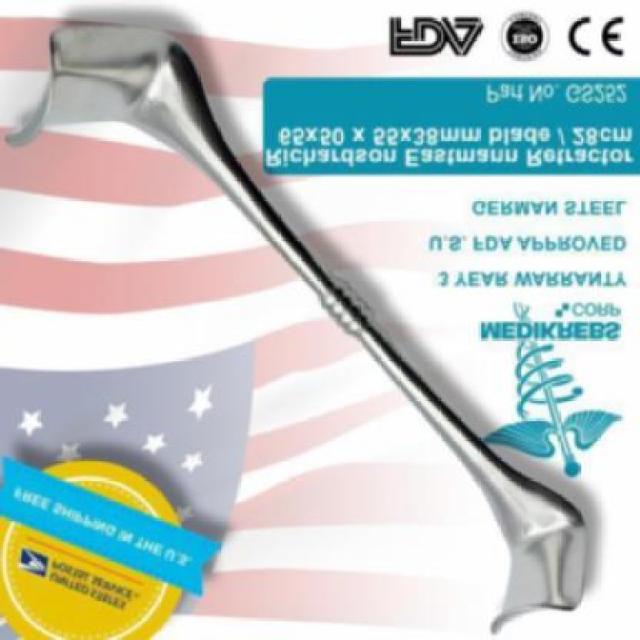 UNITED STATES
POSTAL SERVICE
FREE SHIPPING IN THE U.S.
MEDIKREBS
CORP
3 YEAR WARRANTY
U.S. FDA APPROVED
GERMAN STEEL
Richardson Eastmann Retractor
65x50 x 55x38mm blade / 28cm
Part No. GS252
FDA ISO CE